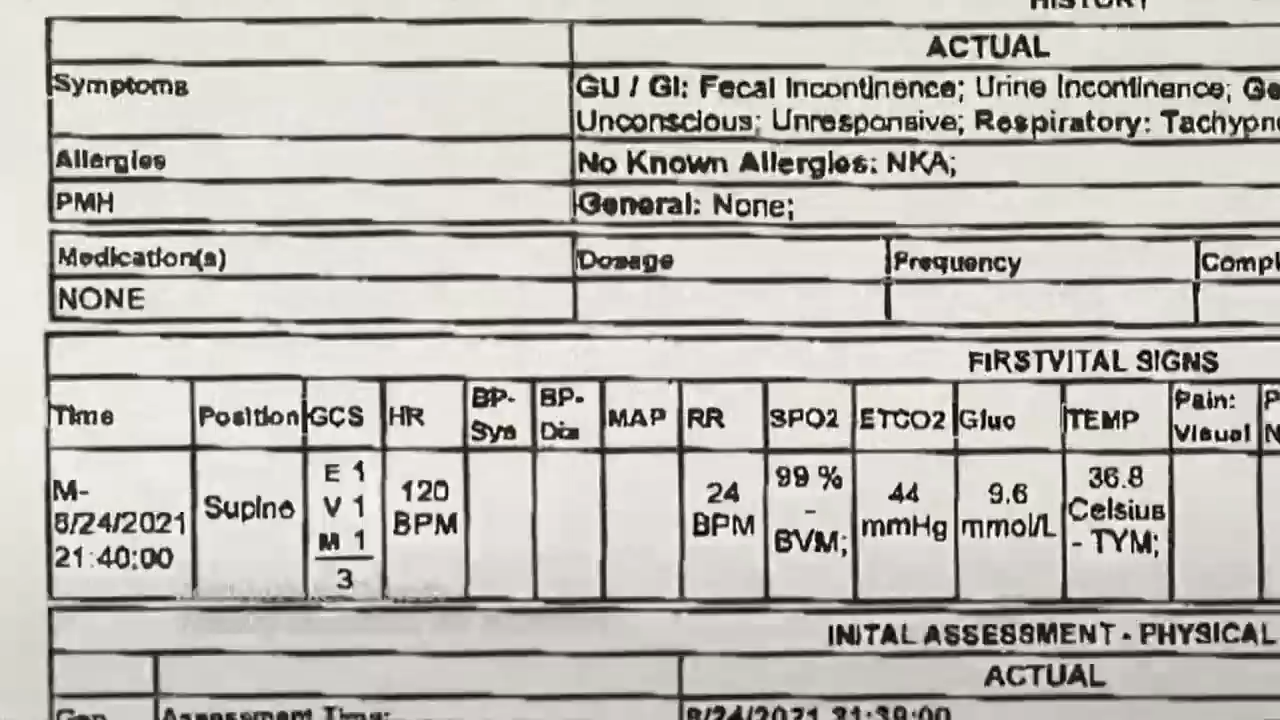 HISTORY
ACTUAL
Symptoms
GU / GI: Fecal Incontinence; Urine Incontinence; Ge
Unconscious; Unresponsive; Respiratory: Tachypne
Allergies
No Known Allergies: NKA;
PMH
General: None;
Medication(s) Dosage Frequency Compl
NONE
FIRSTVITAL SIGNS
Time Position GCS HR BP-Sys BP-Dia MAP RR SPO2 ETCO2 Gluc TEMP Pain: Visual P N
M-8/24/2021 21:40:00 Supine E 1 V 1 M 1 3 120 BPM 24 BPM 99 % - BVM; 44 mmHg 9.6 mmol/L 36.8 Celsius - TYM;
INITAL ASSESSMENT - PHYSICAL
ACTUAL
Gen Assessment Time: 8/24/2021 21:39:00